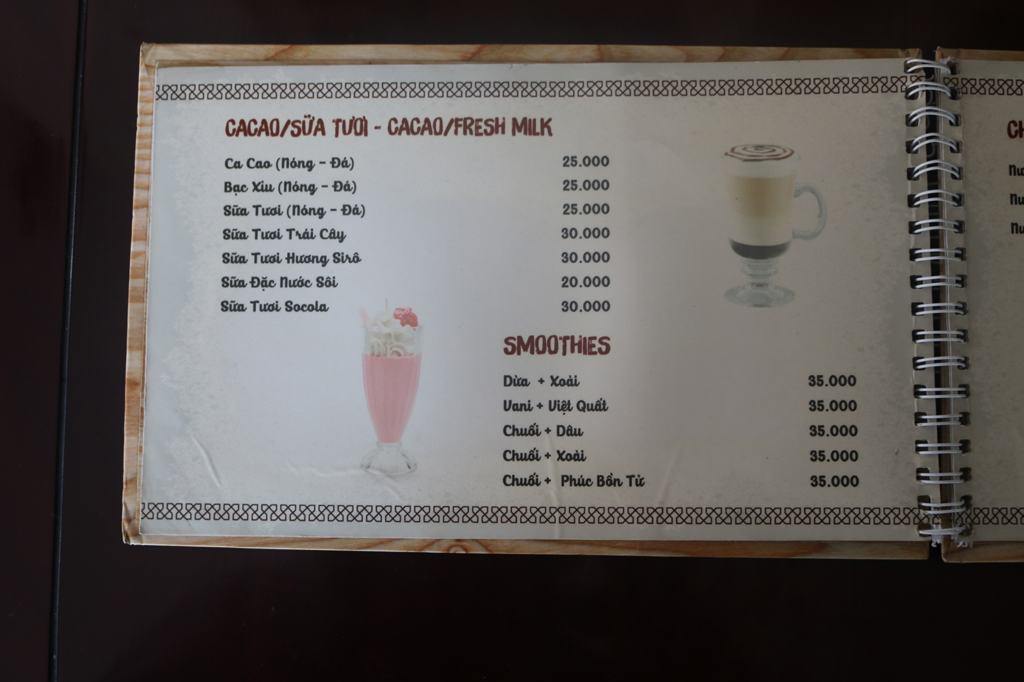 CACAO/SỮA TƯƠI - CACAO/FRESH MILK
Ca Cao (Nóng - Đá) 25.000
Bạc Xỉu (Nóng - Đá) 25.000
Sữa Tươi (Nóng - Đá) 25.000
Sữa Tươi Trái Cây 30.000
Sữa Tươi Hương Sirô 30.000
Sữa Đặc Nước Sôi 20.000
Sữa Tươi Socola 30.000
SMOOTHIES
Dừa + Xoài 35.000
Vani + Việt Quất 35.000
Chuối + Dâu 35.000
Chuối + Xoài 35.000
Chuối + Phúc Bồn Tử 35.000